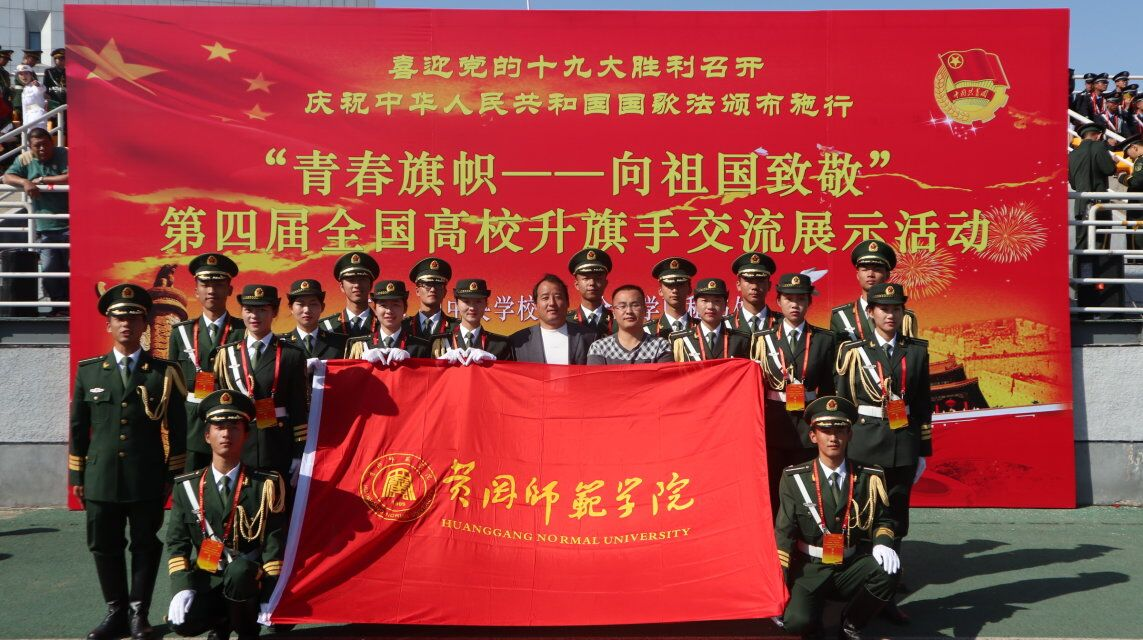 喜迎党的十九大胜利召开
庆祝中华人民共和国国歌法颁布施行
“青春旗帜———向祖国致敬”
第四届全国高校升旗手交流展示活动
黄冈师范学院
HUANGGANG NORMAL UNIVERSITY